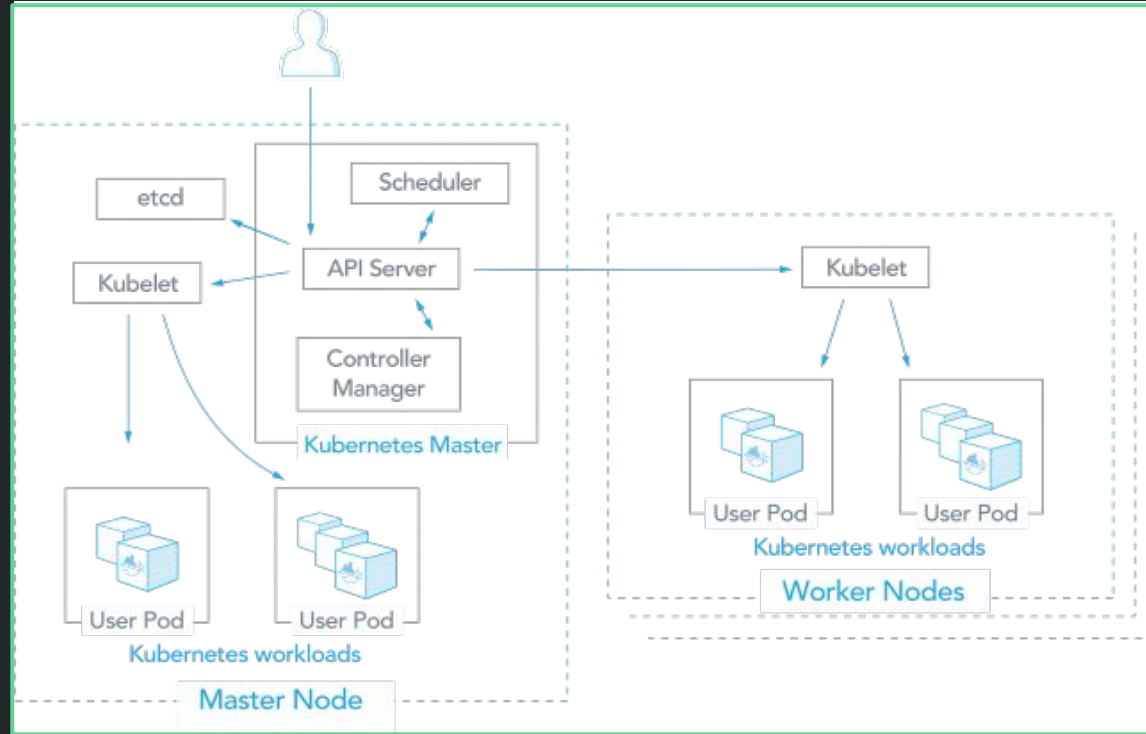 etcd
Scheduler
API Server
Kubelet
Controller
Manager
Kubernetes Master
User Pod
User Pod
Kubernetes workloads
Master Node
Kubelet
User Pod
User Pod
Kubernetes workloads
Worker Nodes